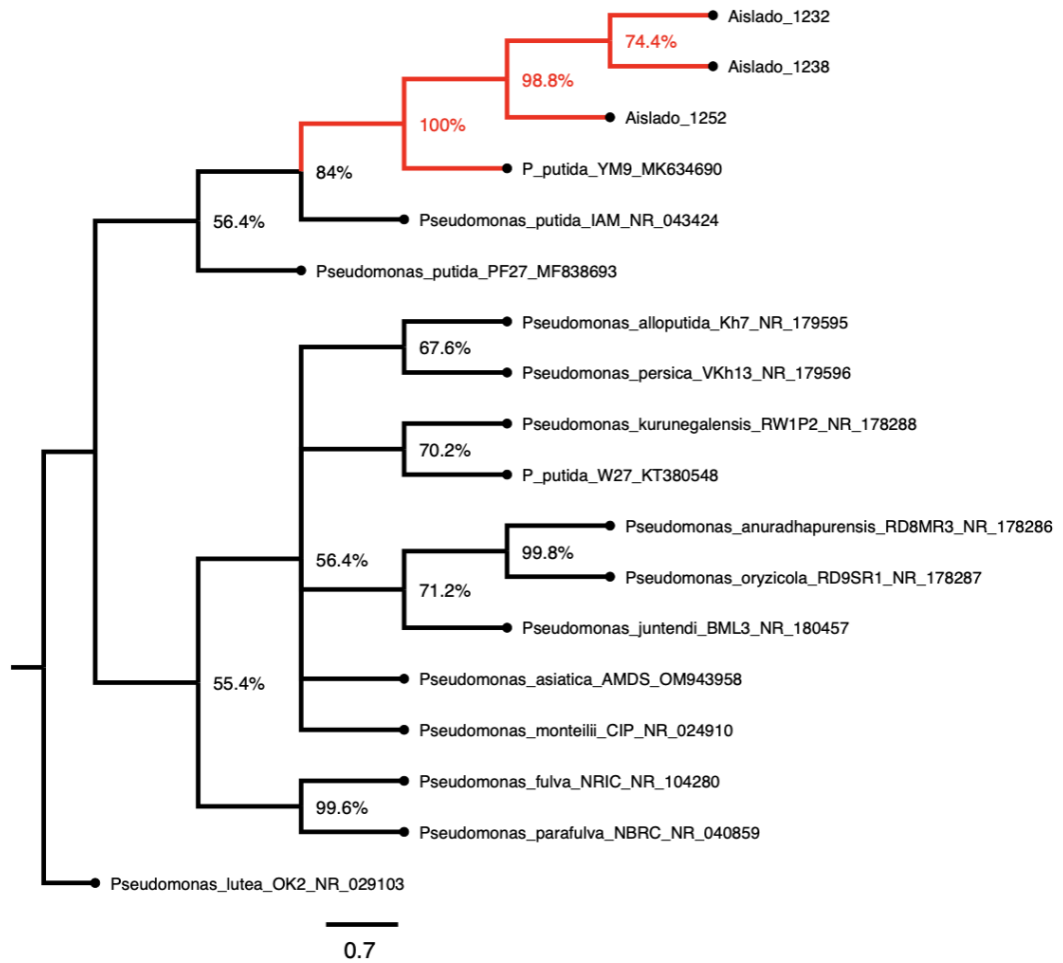 Aislado_1232
74.4%
Aislado_1238
98.8%
Aislado_1252
100%
P_putida_YM9_MK634690
84%
Pseudomonas_putida_IAM_NR_043424
56.4%
Pseudomonas_putida_PF27_MF838693
Pseudomonas_alloputida_Kh7_NR_179595
67.6%
Pseudomonas_persica_VKh13_NR_179596
Pseudomonas_kurunegalensis_RW1P2_NR_178288
70.2%
P_putida_W27_KT380548
Pseudomonas_anuradhapurensis_RD8MR3_NR_178286
99.8%
56.4%
Pseudomonas_oryzicola_RD9SR1_NR_178287
71.2%
Pseudomonas_juntendi_BML3_NR_180457
Pseudomonas_asiatica_AMDS_OM943958
55.4%
Pseudomonas_monteilii_CIP_NR_024910
Pseudomonas_fulva_NRIC_NR_104280
99.6%
Pseudomonas_parafulva_NBRC_NR_040859
Pseudomonas_lutea_OK2_NR_029103
0.7